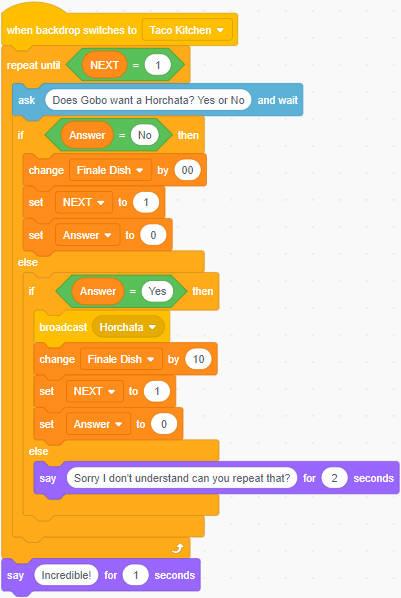 when backdrop switches to Taco Kitchen
repeat until NEXT = 1
ask Does Gobo want a Horchata? Yes or No and wait
if Answer = No then
change Finale Dish by 00
set NEXT to 1
set Answer to 0
else
if Answer = Yes then
broadcast Horchata
change Finale Dish by 10
set NEXT to 1
set Answer to 0
else
say Sorry I don't understand can you repeat that? for 2 seconds
say Incredible! for 1 seconds